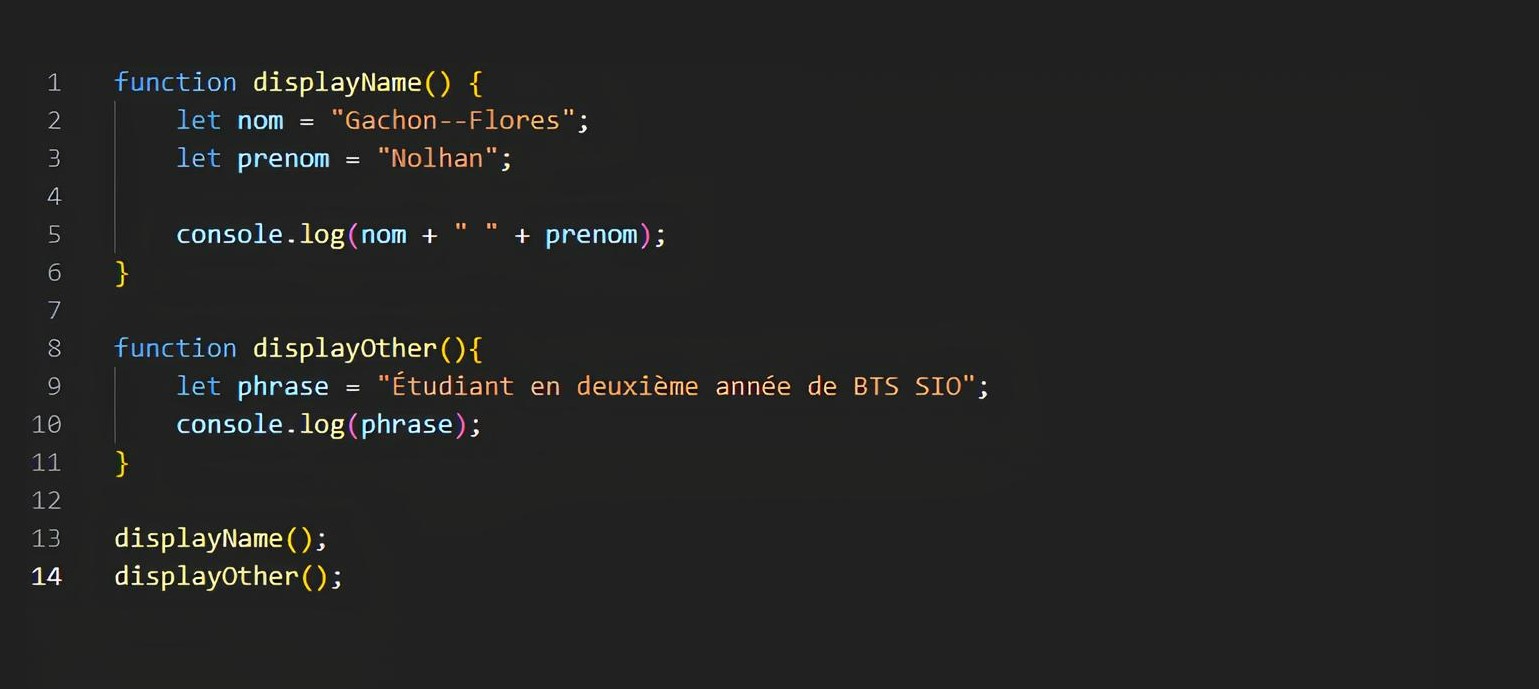 1 function displayName() {
2 let nom = "Gachon--Flores";
3 let prenom = "Nolhan";
4
5 console.log(nom + " " + prenom);
6 }
7
8 function displayOther(){
9 let phrase = "Étudiant en deuxième année de BTS SIO";
10 console.log(phrase);
11 }
12
13 displayName();
14 displayOther();